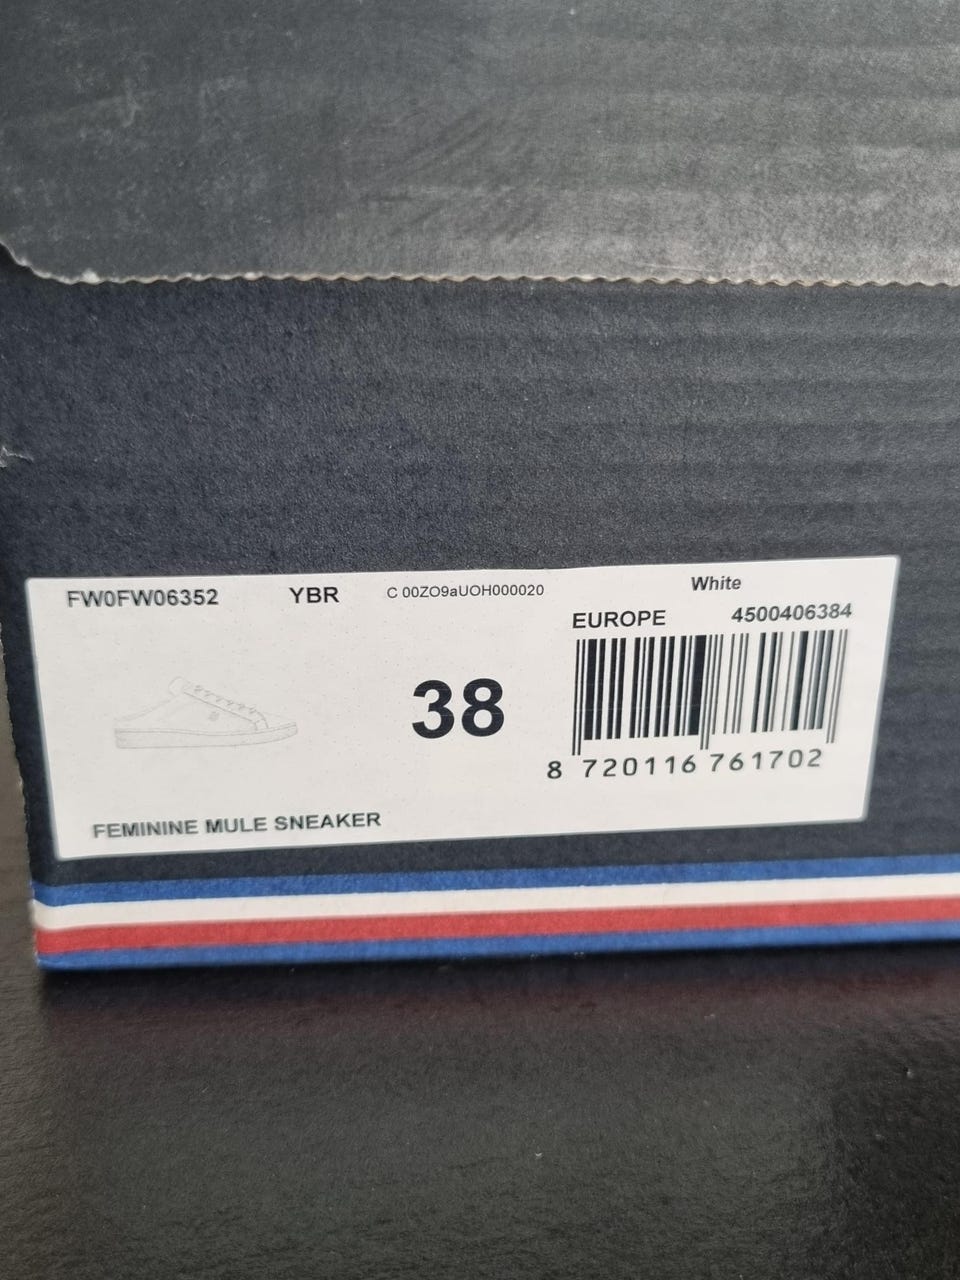 FW0FW06352 YBR C 00ZO9aUOH000020 White
EUROPE 4500406384
38
8 720116 761702
FEMININE MULE SNEAKER